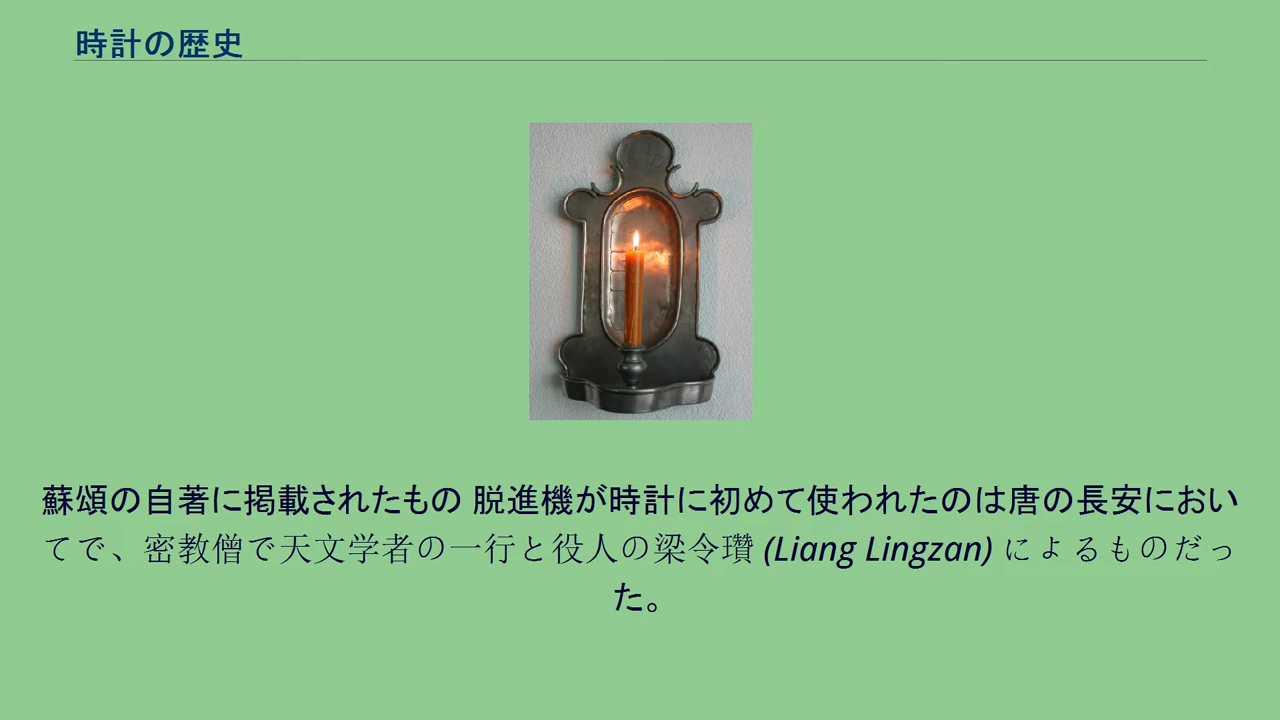 時計の歴史
蘇頌の自著に掲載されたもの 脱進機が時計に初めて使われたのは唐の長安におい
てで、密教僧で天文学者の一行と役人の梁令瓚 (Liang Lingzan) によるものだっ
た。